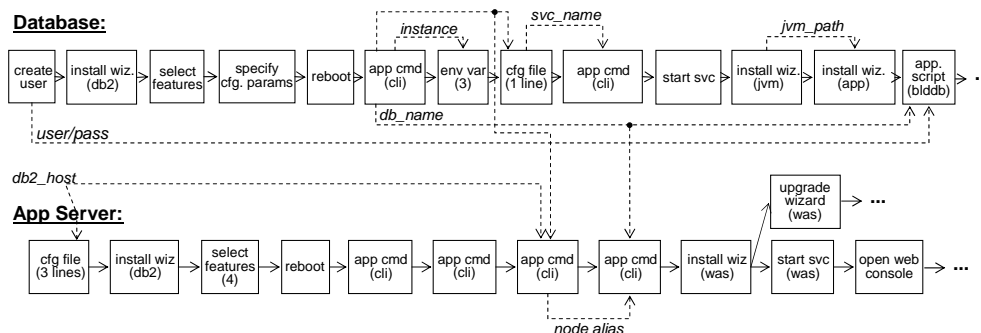 Database:
svc_name
instance
jvm_path
create
user
install wiz.
(db2)
select
features
specify
cfg. params
reboot
app cmd
(cli)
env var
(3)
cfg file
(1 line)
app cmd
(cli)
start svc
install wiz.
(jvm)
install wiz.
(app)
app.
script
(blddb)
db_name
user/pass
db2_host
App Server:
upgrade
wizard
(was)
...
cfg file
(3 lines)
install wiz
(db2)
select
features
(4)
reboot
app cmd
(cli)
app cmd
(cli)
app cmd
(cli)
app cmd
(cli)
install wiz
(was)
start svc
(was)
open web
console
...
node alias